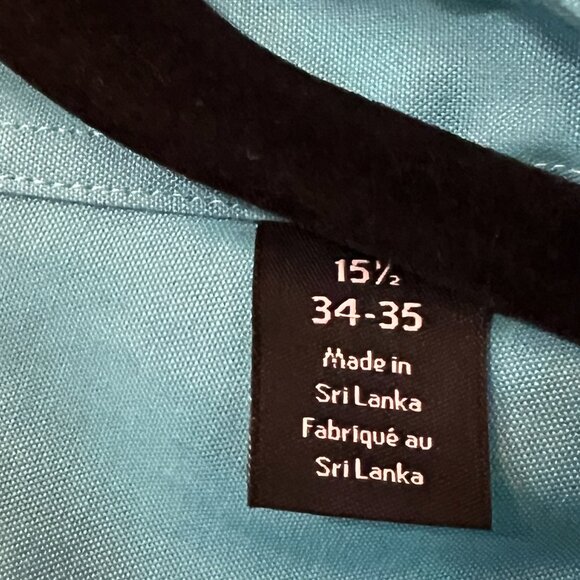 15½
34-35
Made in
Sri Lanka
Fabriqué au
Sri Lanka